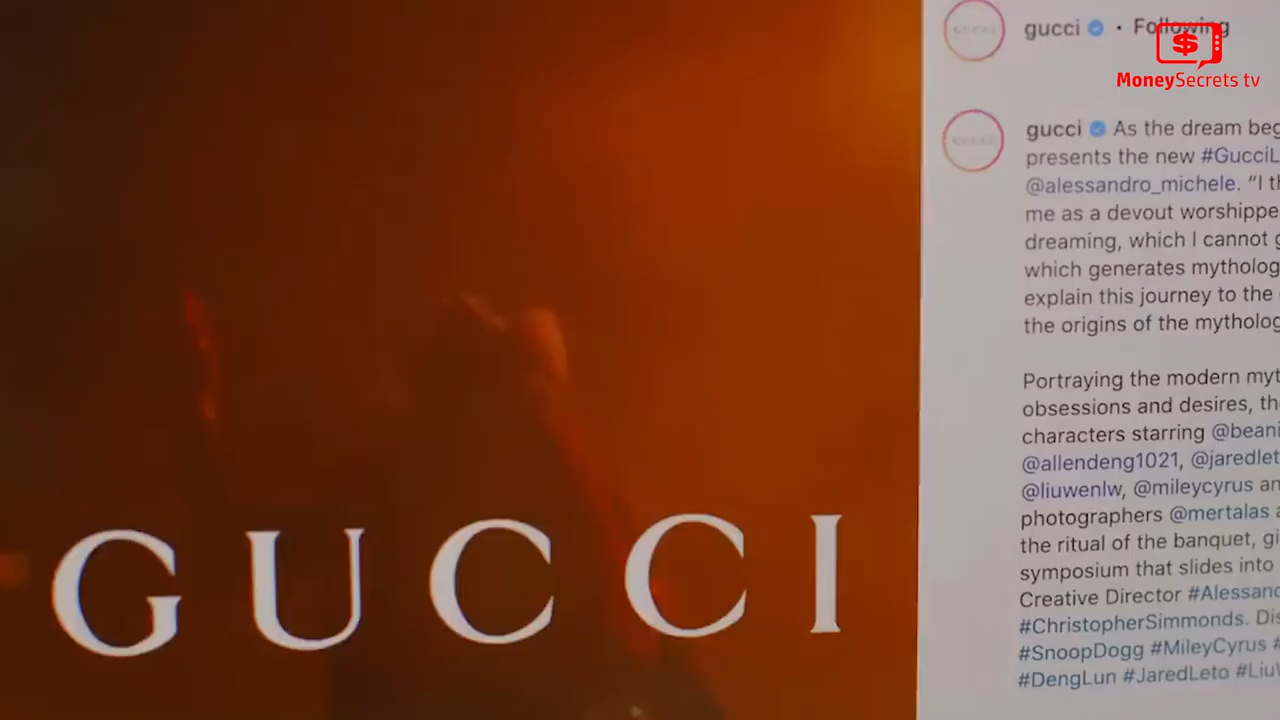 GUCCI
gucci · Following
MoneySecrets tv
gucci As the dream beg
presents the new #GucciL
@alessandro_michele. “I th
me as a devout worshippe
dreaming, which I cannot g
which generates mytholog
explain this journey to the
the origins of the mytholog
Portraying the modern myt
obsessions and desires, th
characters starring @beani
@allendeng1021, @jaredlet
@liuwenlw, @mileycyrus an
photographers @mertalas a
the ritual of the banquet, gi
symposium that slides into
Creative Director #Alessand
#ChristopherSimmonds. Dis
#SnoopDogg #MileyCyrus #
#DengLun #JaredLeto #LiuW